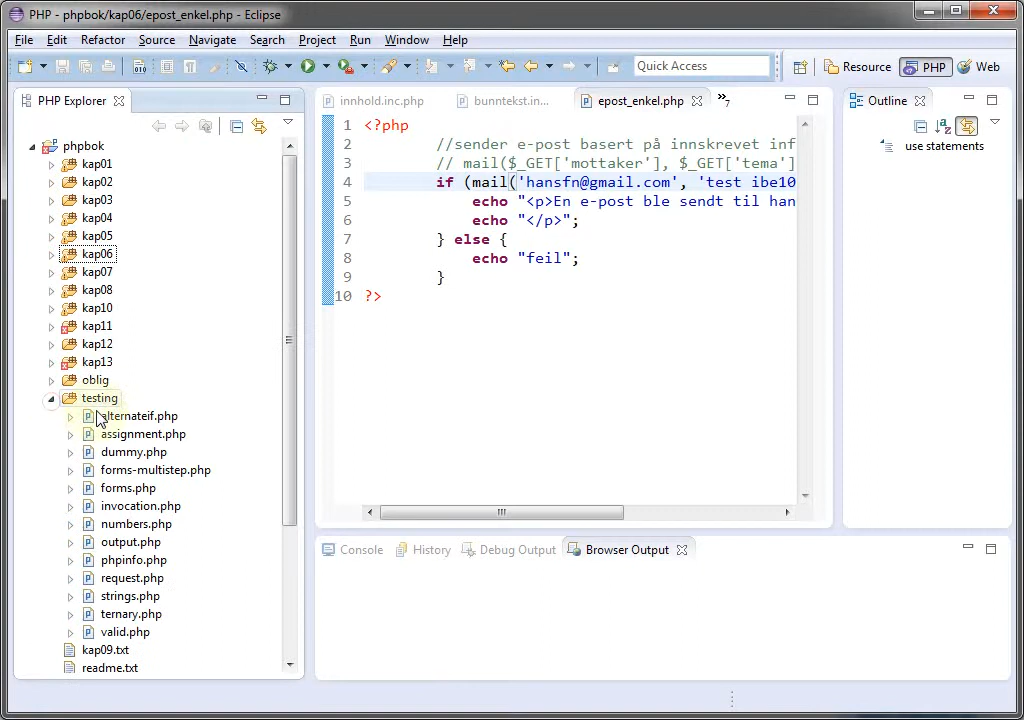 PHP - phpbok/kap06/epost_enkel.php - Eclipse
File Edit Refactor Source Navigate Search Project Run Window Help
Quick Access Resource PHP Web
PHP Explorer
phpbok
kap01
kap02
kap03
kap04
kap05
kap06
kap07
kap08
kap10
kap11
kap12
kap13
oblig
testing
alternateif.php
assignment.php
dummy.php
forms-multistep.php
forms.php
invocation.php
numbers.php
output.php
phpinfo.php
request.php
strings.php
ternary.php
valid.php
kap09.txt
readme.txt
innhold.inc.php bunntekst.in... epost_enkel.php »7
1 <?php
2 //sender e-post basert på innskrevet inf
3 // mail($_GET['mottaker'], $_GET['tema']
4 if (mail('hansfn@gmail.com', 'test ibe10
5 echo "<p>En e-post ble sendt til han
6 echo "</p>";
7 } else {
8 echo "feil";
9 }
10 ?>
Outline
use statements
Console History Debug Output Browser Output